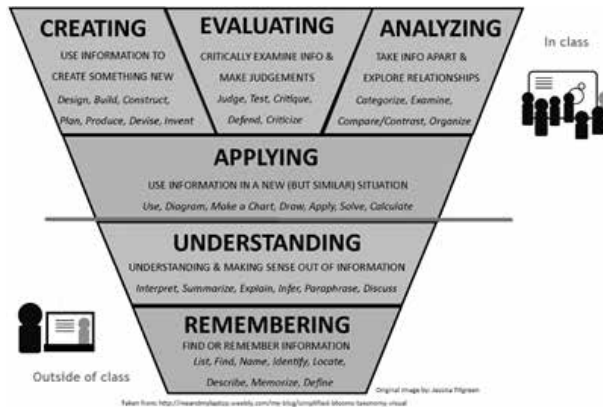 CREATING
USE INFORMATION TO
CREATE SOMETHING NEW
Design, Build, Construct,
Plan, Produce, Devise, Invent
EVALUATING
CRITICALLY EXAMINE INFO &
MAKE JUDGEMENTS
Judge, Test, Critique,
Defend, Criticize
ANALYZING
TAKE INFO APART &
EXPLORE RELATIONSHIPS
Categorize, Examine,
Compare/Contrast, Organize
In class
APPLYING
USE INFORMATION IN A NEW (BUT SIMILAR) SITUATION
Use, Diagram, Make a Chart, Draw, Apply, Solve, Calculate
UNDERSTANDING
UNDERSTANDING & MAKING SENSE OUT OF INFORMATION
Interpret, Summarize, Explain, Infer, Paraphrase, Discuss
REMEMBERING
FIND OR REMEMBER INFORMATION
List, Find, Name, Identify, Locate,
Describe, Memorize, Define
Outside of class
Original image by: Jessica
Taken from: